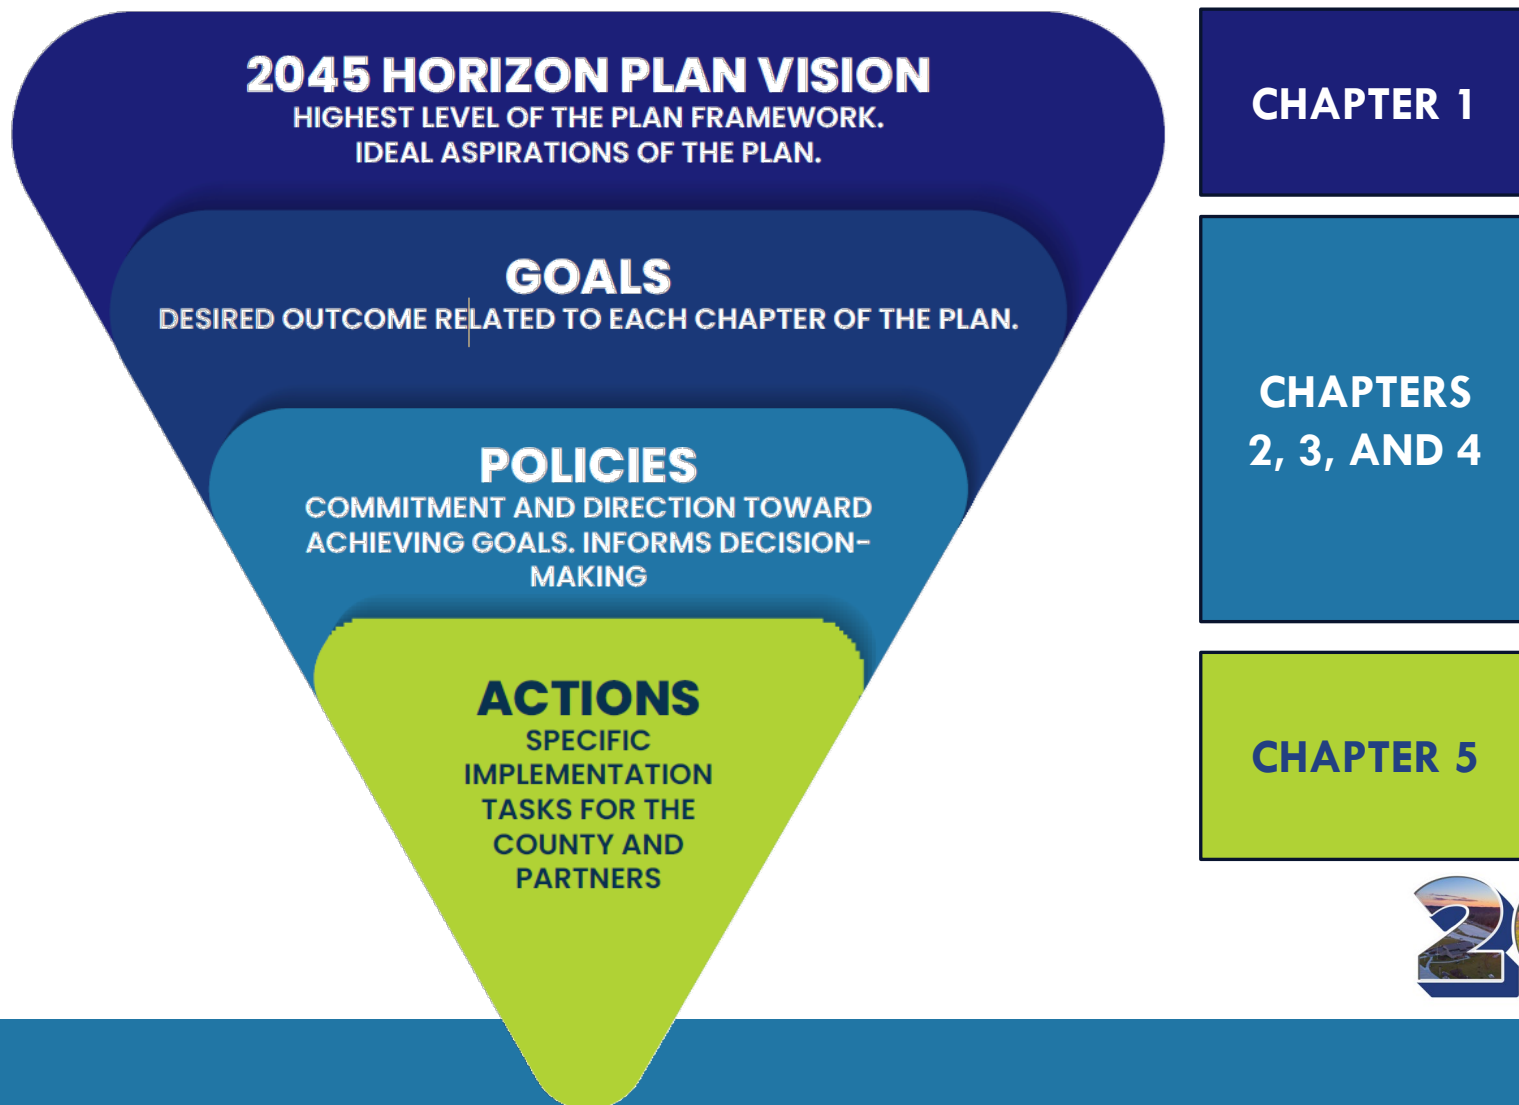 2045 HORIZON PLAN VISION
HIGHEST LEVEL OF THE PLAN FRAMEWORK.
IDEAL ASPIRATIONS OF THE PLAN.
GOALS
DESIRED OUTCOME RELATED TO EACH CHAPTER OF THE PLAN.
POLICIES
COMMITMENT AND DIRECTION TOWARD
ACHIEVING GOALS. INFORMS DECISION-
MAKING
ACTIONS
SPECIFIC
IMPLEMENTATION
TASKS FOR THE
COUNTY AND
PARTNERS
CHAPTER 1
CHAPTERS
2, 3, AND 4
CHAPTER 5
2